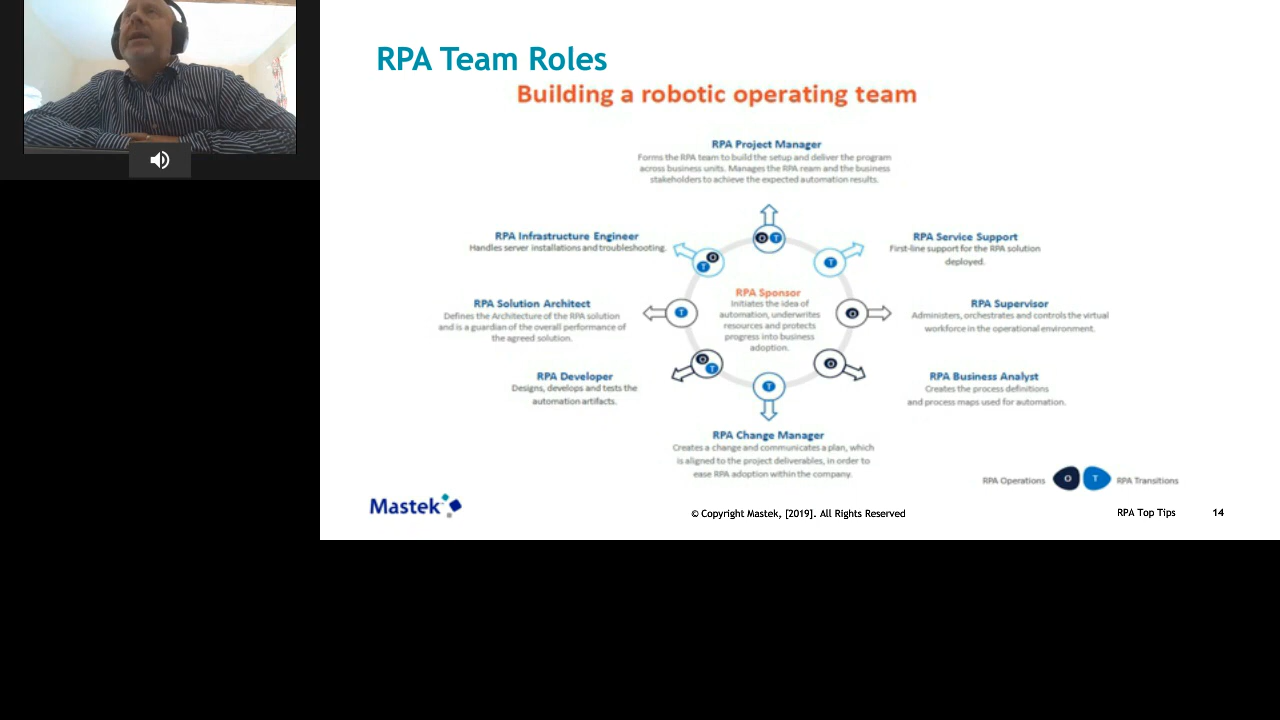 RPA Team Roles
Building a robotic operating team
RPA Project Manager
Forms the RPA team to build the setup and deliver the program
across business units. Manages the RPA ream and the business
stakeholders to achieve the expected automation results.
RPA Infrastructure Engineer
Handles server installations and troubleshooting.
O T
O
T
T
RPA Service Support
First-line support for the RPA solution
deployed.
RPA Solution Architect
Defines the Architecture of the RPA solution
and is a guardian of the overall performance of
the agreed solution.
T
RPA Sponsor
Initiates the idea of
automation, underwrites
resources and protects
progress into business
adoption.
O
RPA Supervisor
Administers, orchestrates and controls the virtual
workforce in the operational environment.
RPA Developer
Designs, develops and tests the
automation artifacts.
O
T
O
RPA Business Analyst
Creates the process definitions
and process maps used for automation.
T
RPA Change Manager
Creates a change and communicates a plan, which
is aligned to the project deliverables, in order to
ease RPA adoption within the company.
RPA Operations O T RPA Transitions
Mastek
© Copyright Mastek, [2019]. All Rights Reserved
RPA Top Tips 14